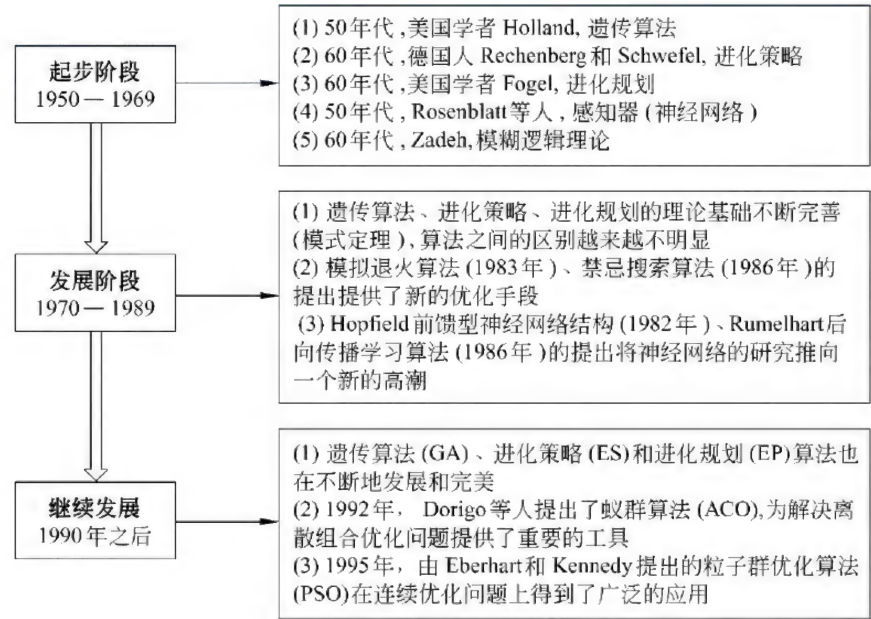 起步阶段
1950－1969
(1) 50年代,美国学者 Holland, 遗传算法
(2) 60年代,德国人 Rechenberg和 Schwefel, 进化策略
(3) 60年代,美国学者 Fogel, 进化规划
(4) 50年代, Rosenblatt等人, 感知器(神经网络)
(5) 60年代, Zadeh,模糊逻辑理论
发展阶段
1970－1989
(1) 遗传算法、进化策略、进化规划的理论基础不断完善
(模式定理),算法之间的区别越来越不明显
(2) 模拟退火算法(1983年)、禁忌搜索算法(1986年)的
提出提供了新的优化手段
(3) Hopfield前馈型神经网络结构(1982年)、Rumelhart后
向传播学习算法(1986年)的提出将神经网络的研究推向
一个新的高潮
继续发展
1990年之后
(1) 遗传算法(GA)、进化策略(ES)和进化规划(EP)算法也
在不断地发展和完美
(2) 1992年, Dorigo等人提出了蚁群算法(ACO),为解决离
散组合优化问题提供了重要的工具
(3) 1995年, 由Eberhart和Kennedy提出的粒子群优化算法
(PSO)在连续优化问题上得到了广泛的应用